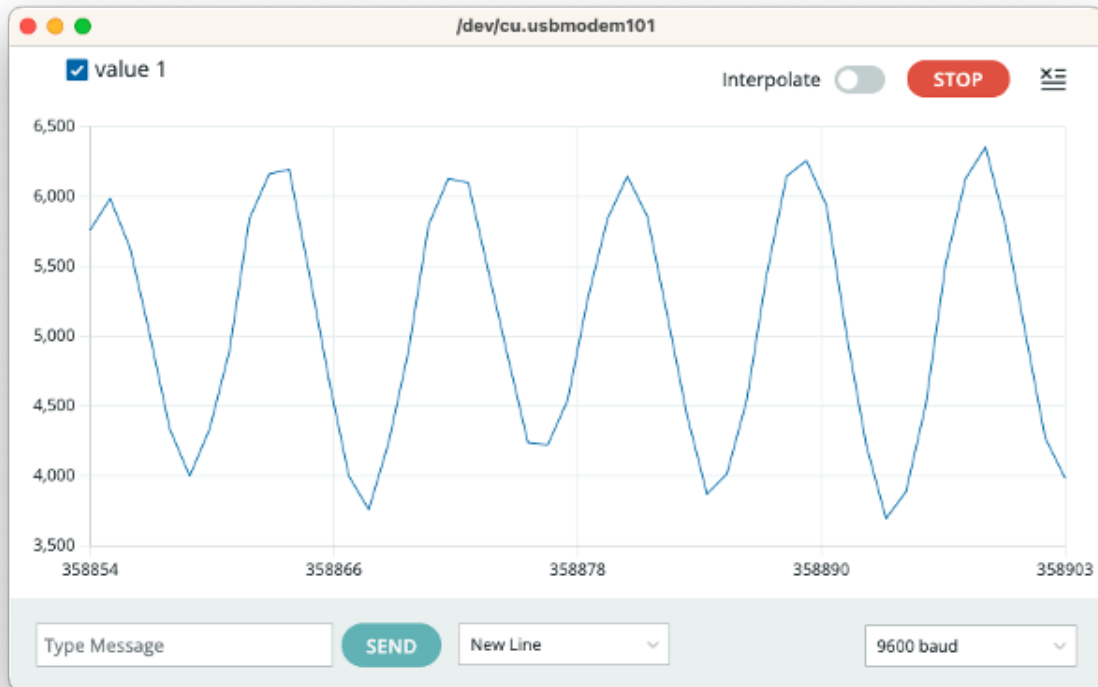 /dev/cu.usbmodem101
value 1
Interpolate
STOP
6,500
6,000
5,500
5,000
4,500
4,000
3,500
358854 358866 358878 358890 358903
Type Message
SEND
New Line
9600 baud